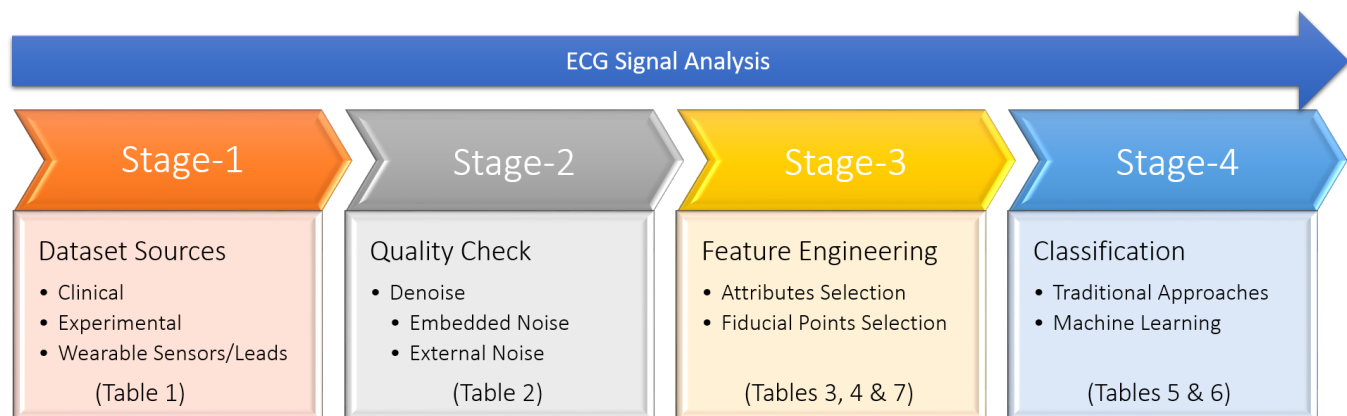 ECG Signal Analysis
Stage-1
Dataset Sources
• Clinical
• Experimental
• Wearable Sensors/Leads
(Table 1)
Stage-2
Quality Check
• Denoise
• Embedded Noise
• External Noise
(Table 2)
Stage-3
Feature Engineering
• Attributes Selection
• Fiducial Points Selection
(Tables 3, 4 & 7)
Stage-4
Classification
• Traditional Approaches
• Machine Learning
(Tables 5 & 6)